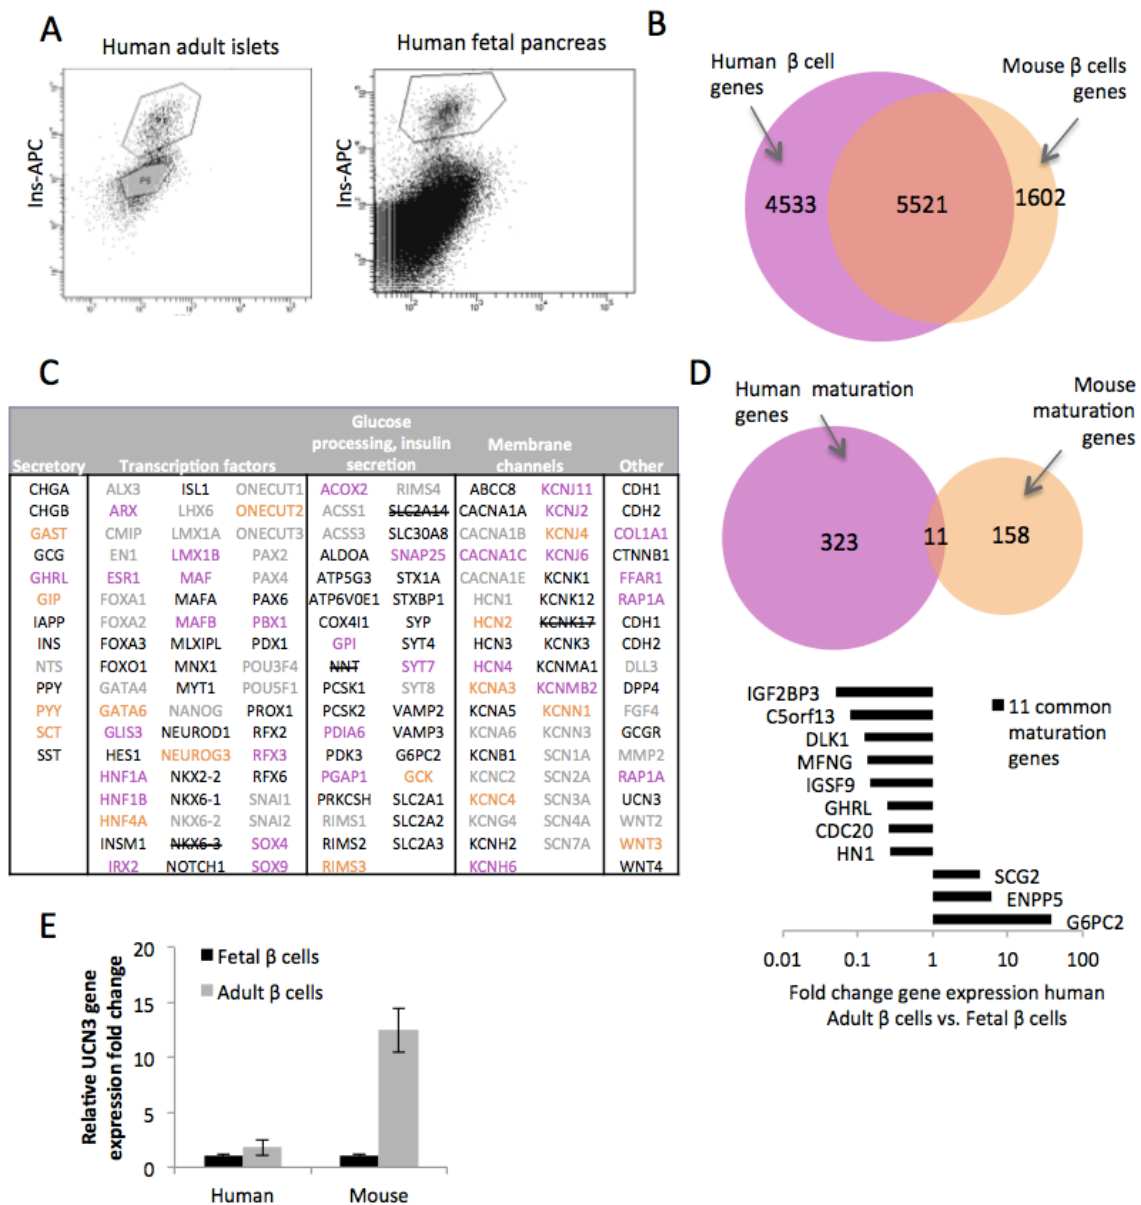 A
Human adult islets
Human fetal pancreas
Ins-APC
P5
Ins-APC
10²
10³
10⁴
10⁵
B
Human β cell
genes
Mouse β cells
genes
4533
5521
1602
C
Glucose
processing, insulin
secretion
Membrane
channels
Secretory
Transcription factors
Other
CHGA ALX3 ISL1 ONECUT1 ACOX2 RIMS4 ABCC8 KCNJ11 CDH1
CHGB ARX LHX6 ONECUT2 ACSS1 SLC2A14 CACNA1A KCNJ2 CDH2
GAST CMIP LMX1A ONECUT3 ACSS3 SLC30A8 CACNA1B KCNJ4 COL1A1
GCG EN1 LMX1B PAX2 ALDOA SNAP25 CACNA1C KCNJ6 CTNNB1
GHRL ESR1 MAF PAX4 ATP5G3 STX1A CACNA1E KCNK1 FFAR1
GIP FOXA1 MAFA PAX6 ATP6V0E1 STXBP1 HCN1 KCNK12 RAP1A
IAPP FOXA2 MAFB PBX1 COX4I1 SYP HCN2 KCNK17 CDH1
INS FOXA3 MLXIPL PDX1 GPI SYT4 HCN3 KCNK3 CDH2
NTS FOXO1 MNX1 POU3F4 NNT SYT7 HCN4 KCNMA1 DLL3
PPY GATA4 MYT1 POU5F1 PCSK1 SYT8 KCNA3 KCNMB2 DPP4
PYY GATA6 NANOG PROX1 PCSK2 VAMP2 KCNA5 KCNN1 FGF4
SCT GLIS3 NEUROD1 RFX2 PDIA6 VAMP3 KCNA6 KCNN3 GCGR
SST HES1 NEUROG3 RFX3 PDK3 G6PC2 KCNB1 SCN1A MMP2
HNF1A NKX2-2 RFX6 PGAP1 GCK KCNC2 SCN2A RAP1A
HNF1B NKX6-1 SNAI1 PRKCSH SLC2A1 KCNC4 SCN3A UCN3
HNF4A NKX6-2 SNAI2 RIMS1 SLC2A2 KCNG4 SCN4A WNT2
INSM1 NKX6-3 SOX4 RIMS2 SLC2A3 KCNH2 SCN7A WNT3
IRX2 NOTCH1 SOX9 RIMS3 KCNH6 WNT4
D
Human maturation
genes
Mouse
maturation
genes
323
11
158
IGF2BP3
C5orf13
DLK1
MFNG
IGSF9
GHRL
CDC20
HN1
SCG2
ENPP5
G6PC2
11 common
maturation
genes
0.01 0.1 1 10 100
Fold change gene expression human
Adult β cells vs. Fetal β cells
E
Relative UCN3 gene
expression fold change
20
15
10
5
0
Fetal β cells
Adult β cells
Human Mouse